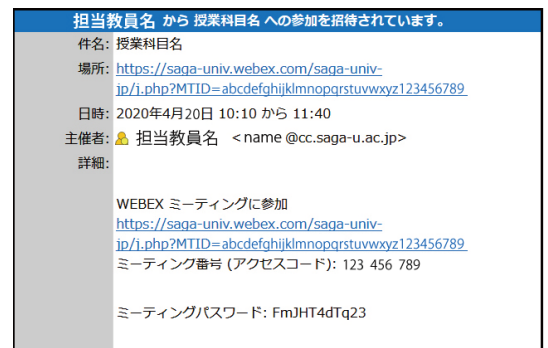 担当教員名 から 授業科目名 への参加を招待されています。
件名: 授業科目名
場所: https://saga-univ.webex.com/saga-univ-
jp/j.php?MTID=abcdefghijklmnopqrstuvwxyz123456789
日時: 2020年4月20日 10:10 から 11:40
主催者: 担当教員名 <name @cc.saga-u.ac.jp>
詳細:
WEBEX ミーティングに参加
https://saga-univ.webex.com/saga-univ-
jp/j.php?MTID=abcdefghijklmnopqrstuvwxyz123456789
ミーティング番号 (アクセスコード): 123 456 789
ミーティングパスワード: FmJHT4dTq23